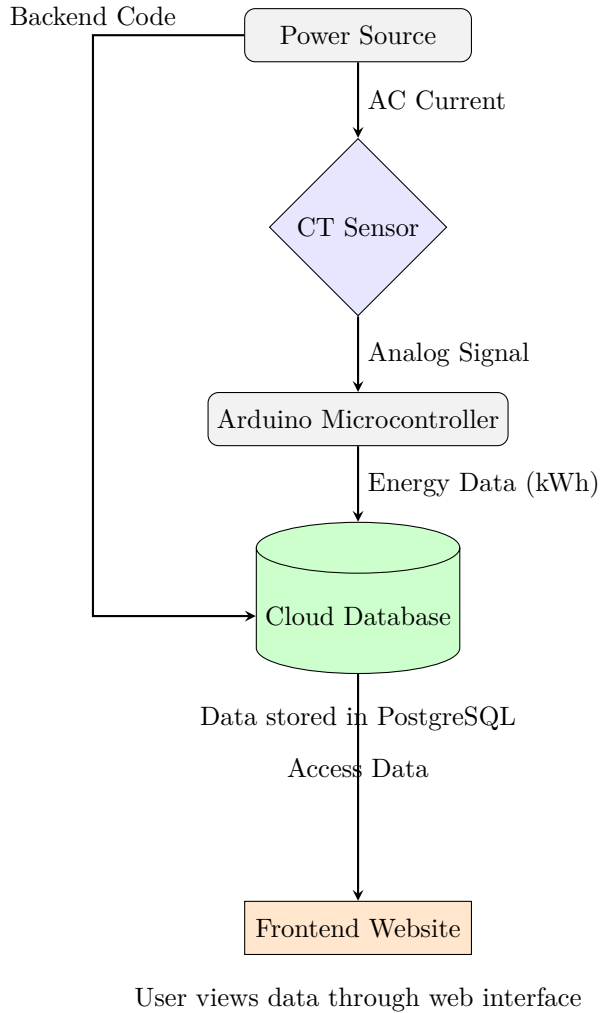 Backend Code
Power Source
AC Current
CT Sensor
Analog Signal
Arduino Microcontroller
Energy Data (kWh)
Cloud Database
Data stored in PostgreSQL
Access Data
Frontend Website
User views data through web interface